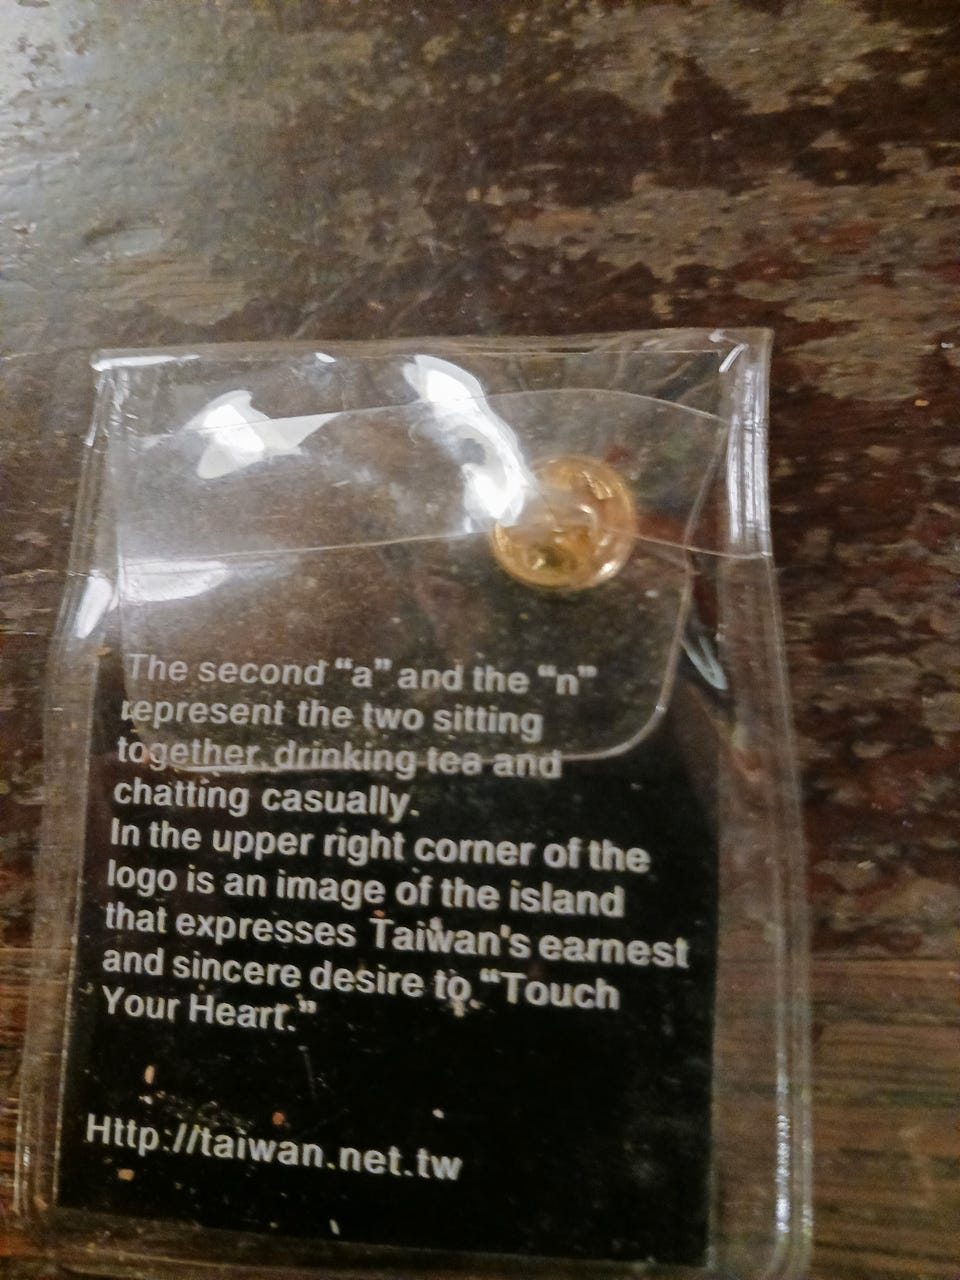 The second “a” and the “n”
represent the two sitting
together, drinking tea and
chatting casually.
In the upper right corner of the
logo is an image of the island
that expresses Taiwan's earnest
and sincere desire to “Touch
Your Heart.”
Http://taiwan.net.tw